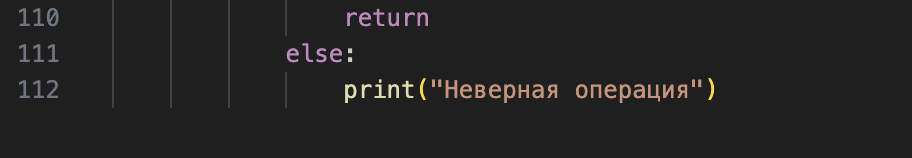 110 return
111 else:
112 print("Неверная операция")